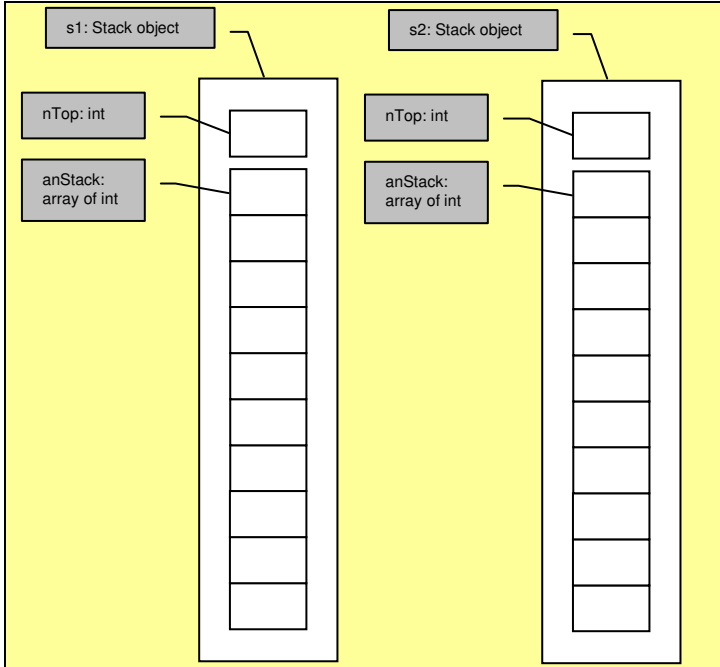 s1: Stack object
nTop: int
anStack:
array of int
s2: Stack object
nTop: int
anStack:
array of int